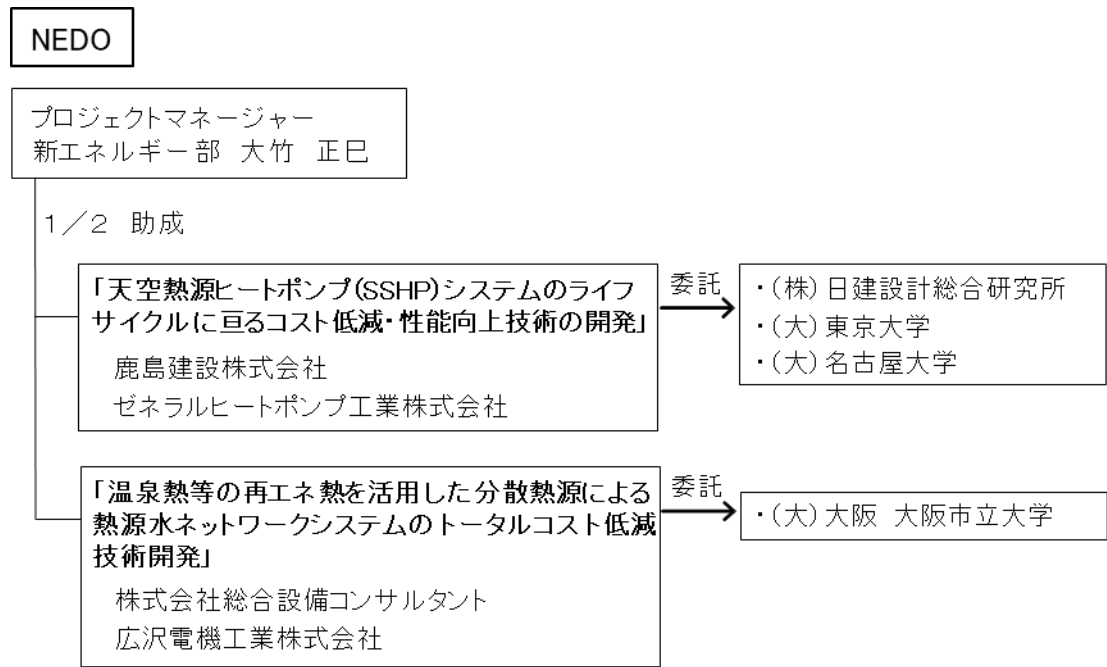 NEDO
プロジェクトマネージャー
新エネルギー部 大竹 正巳
1/2 助成
「天空熱源ヒートポンプ(SSHP)システムのライフ
サイクルに亘るコスト低減・性能向上技術の開発」
鹿島建設株式会社
ゼネラルヒートポンプ工業株式会社
委託
・(株)日建設計総合研究所
・(大)東京大学
・(大)名古屋大学
「温泉熱等の再エネ熱を活用した分散熱源による
熱源水ネットワークシステムのトータルコスト低減
技術開発」
株式会社総合設備コンサルタント
広沢電機工業株式会社
委託
・(大)大阪 大阪市立大学